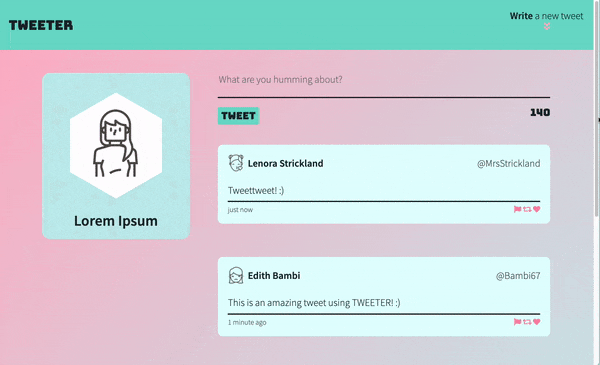 TWEETER
Write a new tweet
What are you humming about?
TWEET
140
Lorem Ipsum
Lenora Strickland
@MrsStrickland
Tweettweet! :)
just now
Edith Bambi
@Bambi67
This is an amazing tweet using TWEETER! :)
1 minute ago